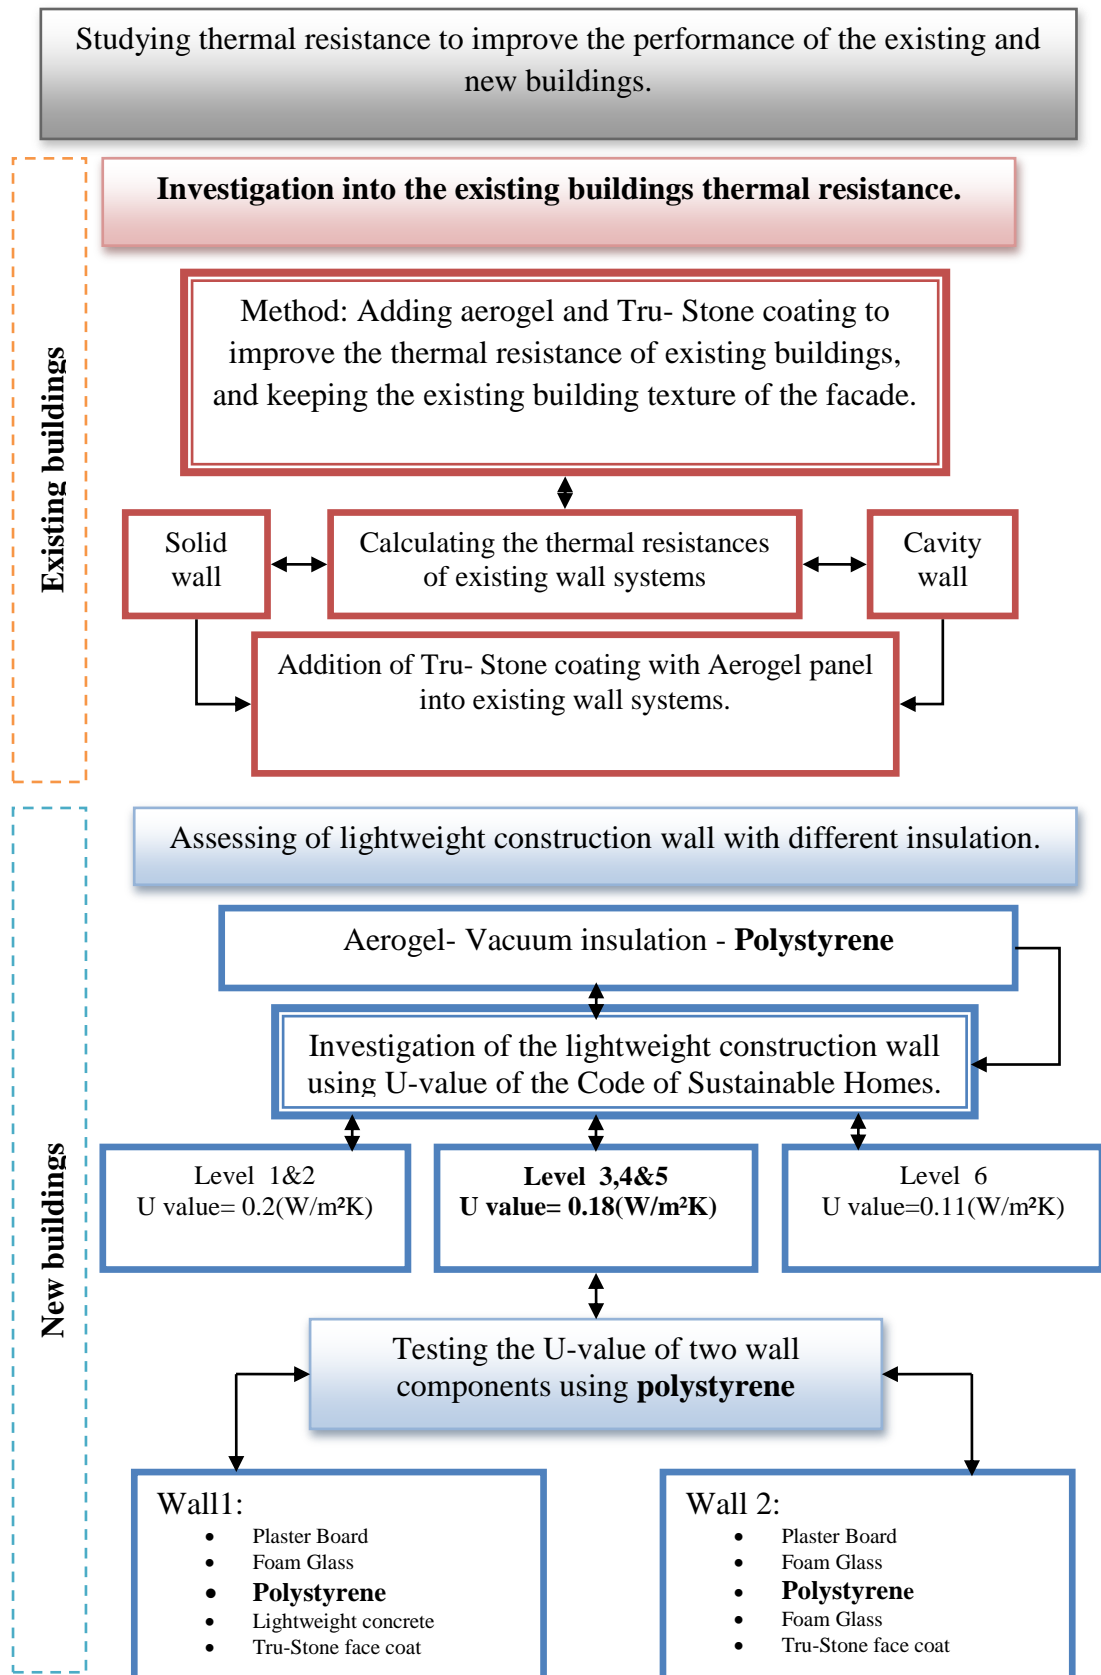 Studying thermal resistance to improve the performance of the existing and
new buildings.
Existing buildings
Investigation into the existing buildings thermal resistance.
Method: Adding aerogel and Tru- Stone coating to
improve the thermal resistance of existing buildings,
and keeping the existing building texture of the facade.
Solid
wall
Calculating the thermal resistances
of existing wall systems
Cavity
wall
Addition of Tru- Stone coating with Aerogel panel
into existing wall systems.
New buildings
Assessing of lightweight construction wall with different insulation.
Aerogel- Vacuum insulation - Polystyrene
Investigation of the lightweight construction wall
using U-value of the Code of Sustainable Homes.
Level 1&2
U value= 0.2(W/m²K)
Level 3,4&5
U value= 0.18(W/m²K)
Level 6
U value=0.11(W/m²K)
Testing the U-value of two wall
components using polystyrene
Wall1:
• Plaster Board
• Foam Glass
• Polystyrene
• Lightweight concrete
• Tru-Stone face coat
Wall 2:
• Plaster Board
• Foam Glass
• Polystyrene
• Foam Glass
• Tru-Stone face coat